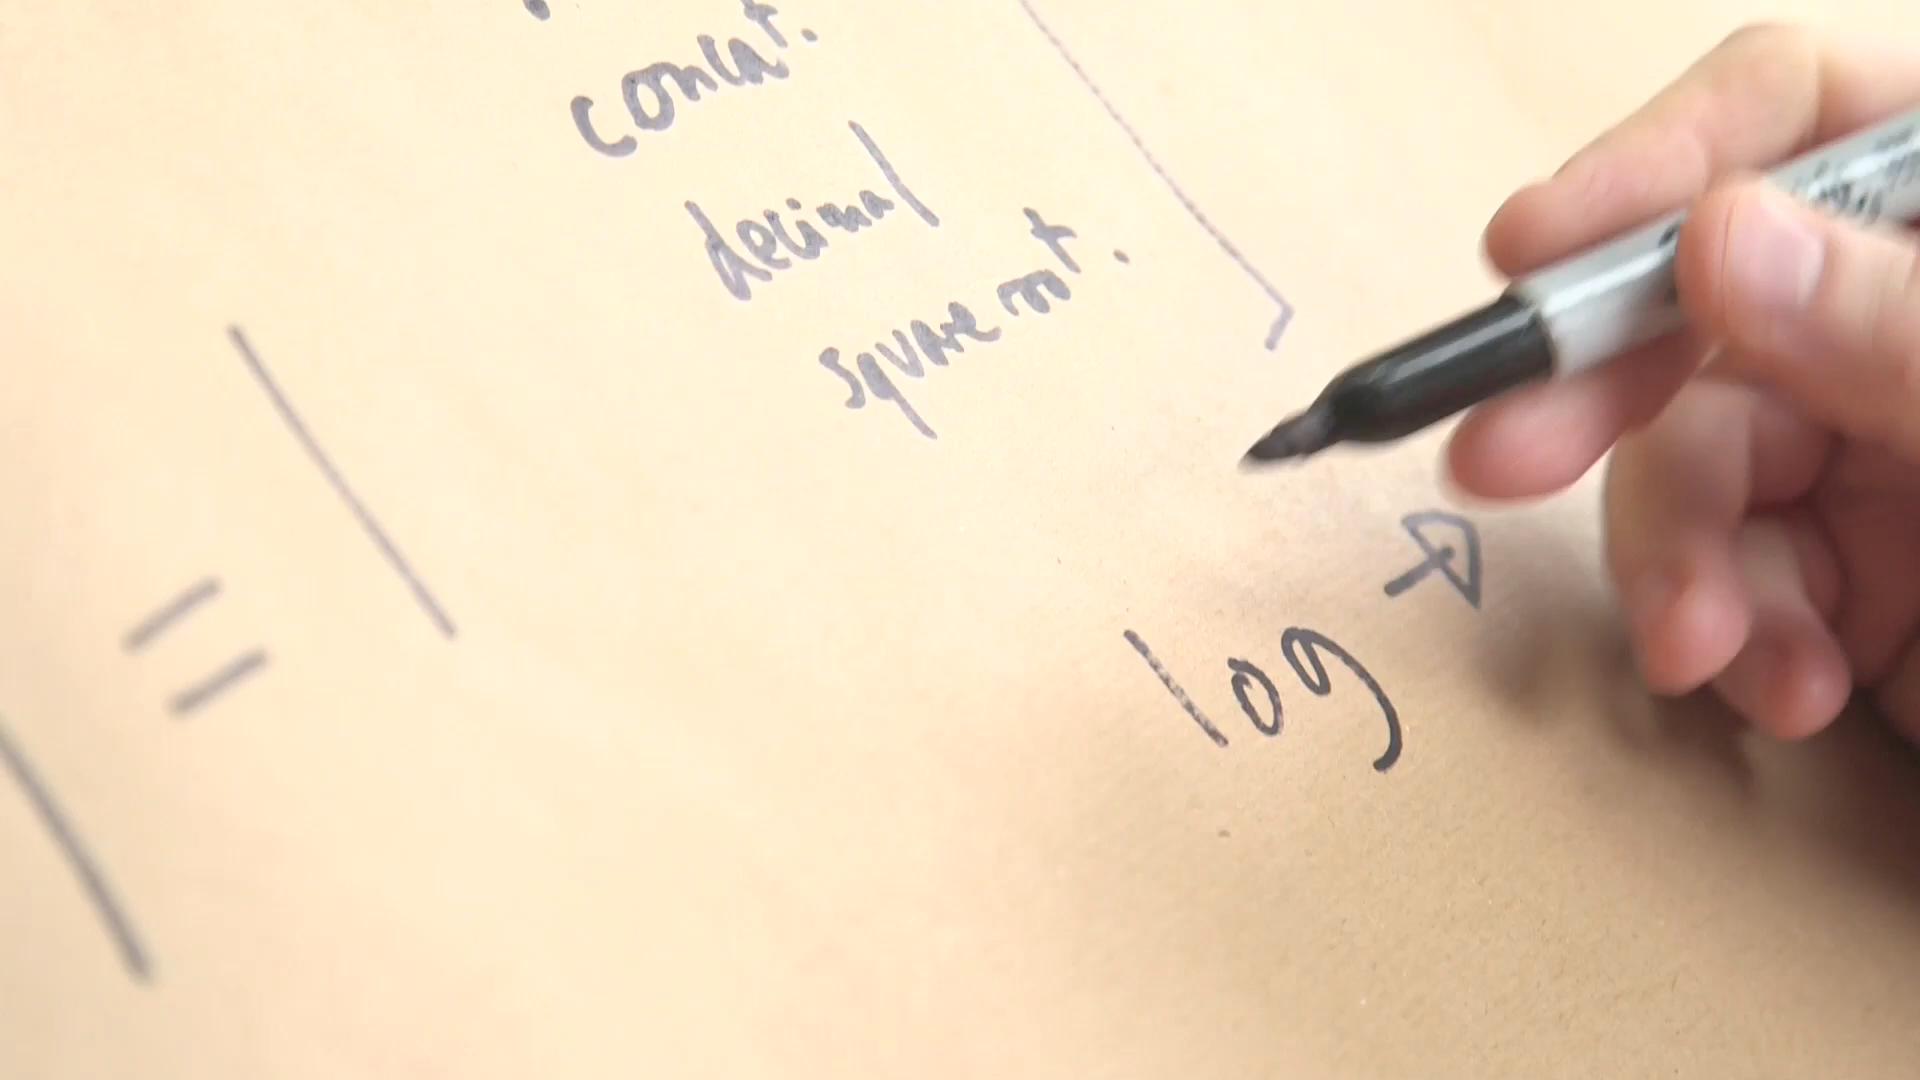 concat.
decimal
square root.
log →
=